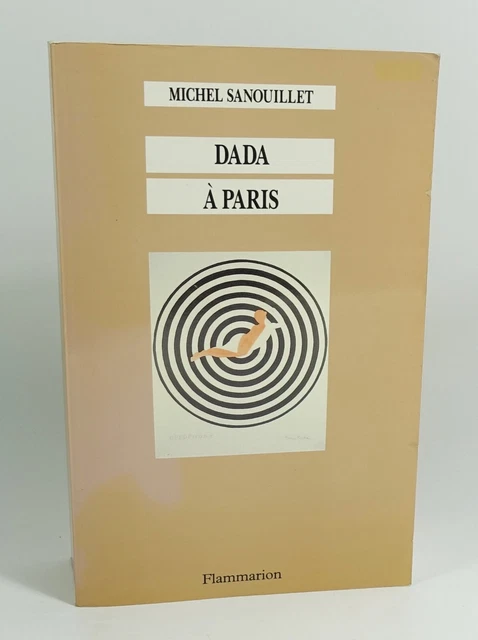 MICHEL SANOUILLET
DADA
À PARIS
Flammarion